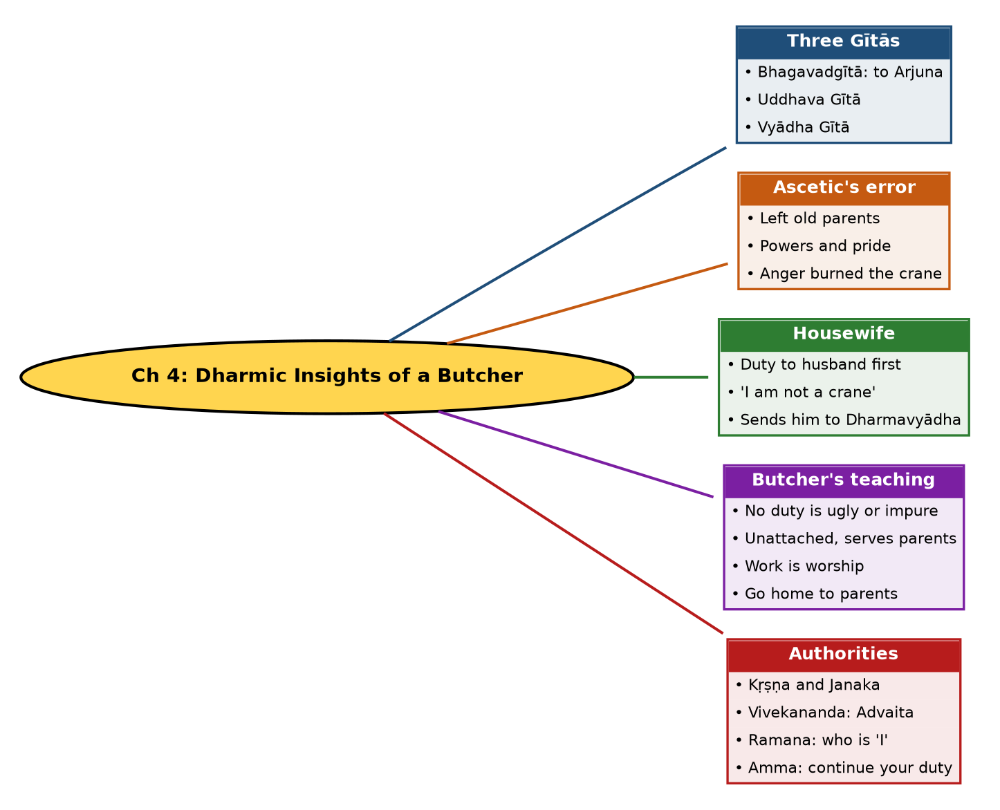 Three Gītās
• Bhagavadgītā: to Arjuna
• Uddhava Gītā
• Vyādha Gītā
Ascetic's error
• Left old parents
• Powers and pride
• Anger burned the crane
Housewife
• Duty to husband first
• 'I am not a crane'
• Sends him to Dharmavyādha
Ch 4: Dharmic Insights of a Butcher
Butcher's teaching
• No duty is ugly or impure
• Unattached, serves parents
• Work is worship
• Go home to parents
Authorities
• Kṛṣṇa and Janaka
• Vivekananda: Advaita
• Ramana: who is 'I'
• Amma: continue your duty